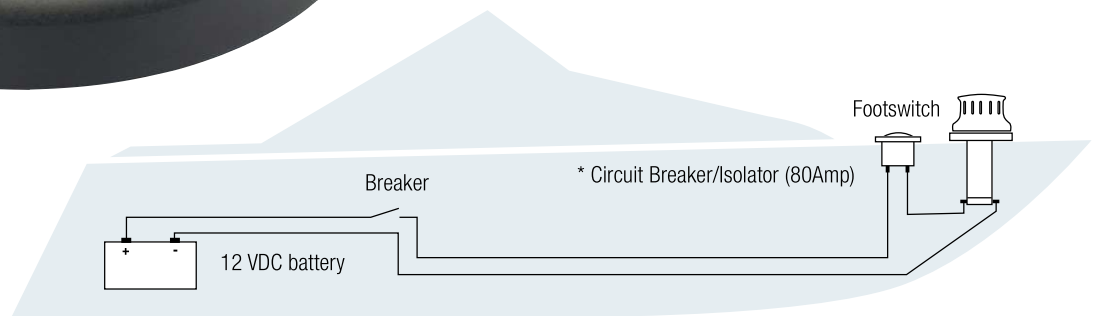 Footswitch
* Circuit Breaker/Isolator (80Amp)
Breaker
+ -
12 VDC battery